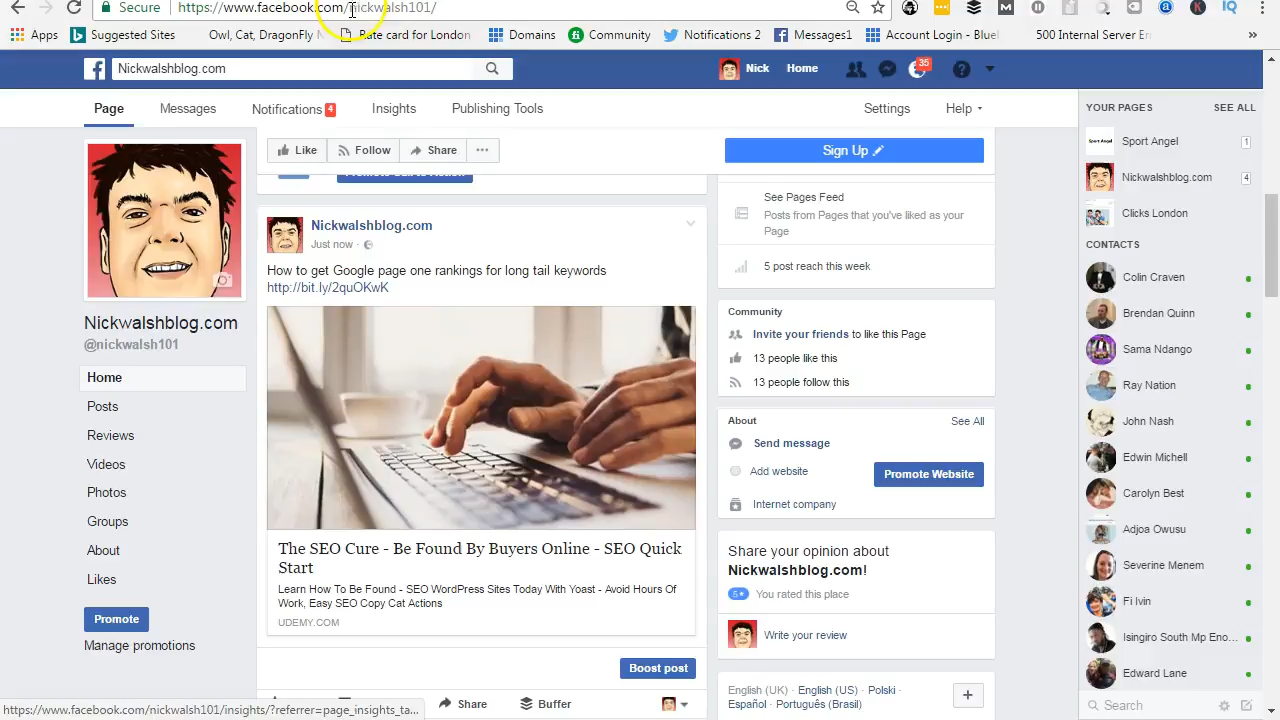 Secure https://www.facebook.com/nickwalsh101/
Apps Suggested Sites Owl, Cat, DragonFly Rate card for London Domains Community Notifications 2 Messages1 Account Login - Bluel 500 Internal Server Er »
Nickwalshblog.com Nick Home 35
Page Messages Notifications 4 Insights Publishing Tools Settings Help
Like Follow Share ... Sign Up
Nickwalshblog.com
Just now
How to get Google page one rankings for long tail keywords
http://bit.ly/2quOKwK
The SEO Cure - Be Found By Buyers Online - SEO Quick
Start
Learn How To Be Found - SEO WordPress Sites Today With Yoast - Avoid Hours Of
Work, Easy SEO Copy Cat Actions
UDEMY.COM
Boost post
Share Buffer
Nickwalshblog.com
@nickwalsh101
Home
Posts
Reviews
Videos
Photos
Groups
About
Likes
Promote
Manage promotions
See Pages Feed
Posts from Pages that you've liked as your
Page
5 post reach this week
Community
Invite your friends to like this Page
13 people like this
13 people follow this
About See All
Send message
Add website Promote Website
Internet company
Share your opinion about
Nickwalshblog.com!
5★ You rated this place
Write your review
English (UK) · English (US) · Polski ·
Español · Português (Brasil) +
YOUR PAGES SEE ALL
Sport Angel 1
Nickwalshblog.com 4
Clicks London
CONTACTS
Colin Craven
Brendan Quinn
Sama Ndango
Ray Nation
John Nash
Edwin Michell
Carolyn Best
Adjoa Owusu
Severine Menem
Fi Ivin
Isingiro South Mp Eno...
Edward Lane
Search
https://www.facebook.com/nickwalsh101/insights/?referrer=page_insights_ta...